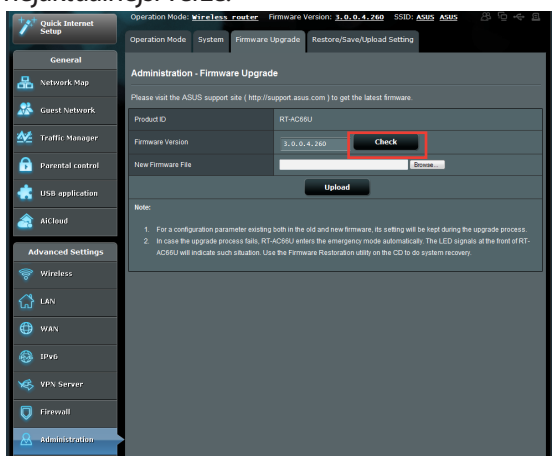 nejaktuálnější verze.
Quick Internet
Setup
Operation Mode: Wireless router Firmware Version: 3.0.0.4.260 SSID: ASUS ASUS
Operation Mode System Firmware Upgrade Restore/Save/Upload Setting
General
Network Map
Guest Network
Traffic Manager
Parental control
USB application
AiCloud
Advanced Settings
Wireless
LAN
WAN
IPv6
VPN Server
Firewall
Administration
Administration - Firmware Upgrade
Please visit the ASUS support site ( http://support.asus.com ) to get the latest firmware.
Product ID RT-AC66U
Firmware Version 3.0.0.4.260 Check
New Firmware File Browse...
Upload
Note:
1. For a configuration parameter existing both in the old and new firmware, its setting will be kept during the upgrade process.
2. In case the upgrade process fails, RT-AC66U enters the emergency mode automatically. The LED signals at the front of RT-
AC66U will indicate such situation. Use the Firmware Restoration utility on the CD to do system recovery.